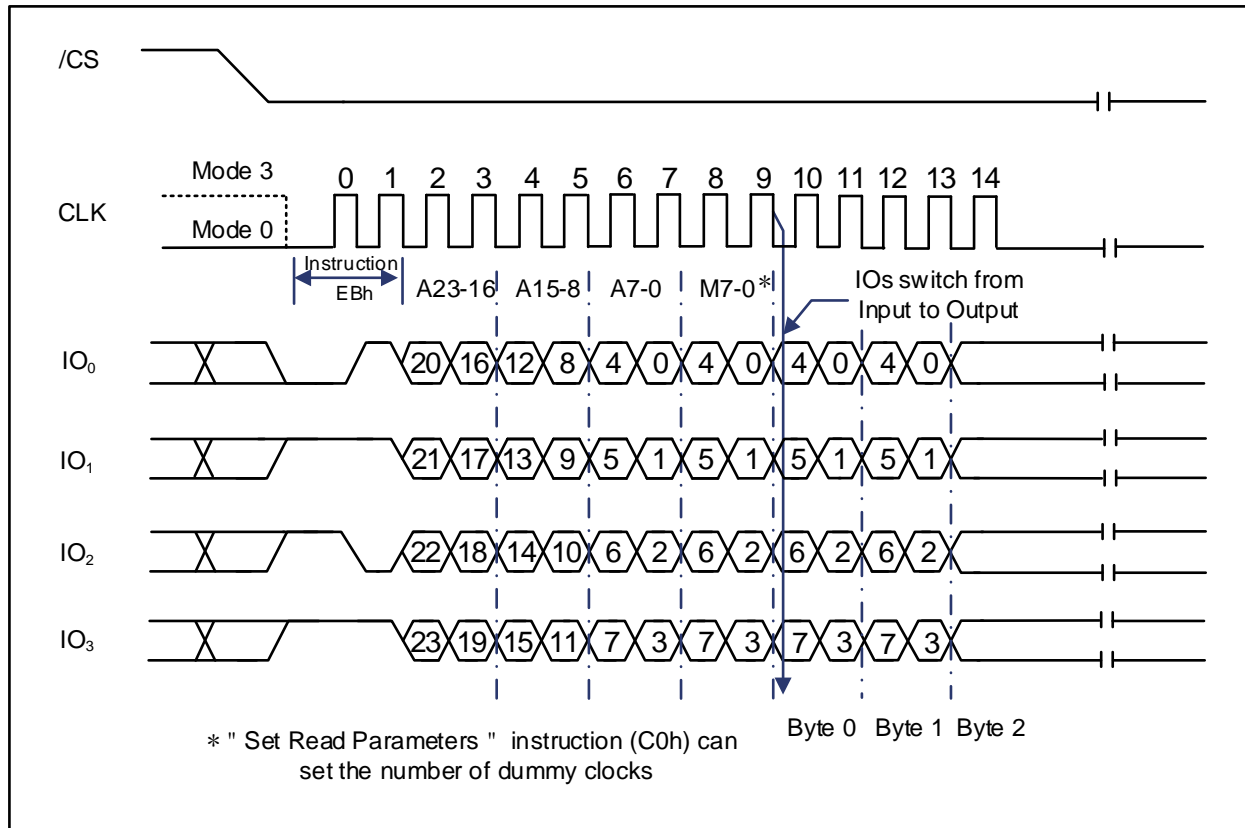 /CS
Mode 3
0 1 2 3 4 5 6 7 8 9 10 11 12 13 14
CLK
Mode 0
Instruction
EBh
A23-16 A15-8 A7-0 M7-0*
IOs switch from
Input to Output
IO₀ 20 16 12 8 4 0 4 0 4 0 4 0
IO₁ 21 17 13 9 5 1 5 1 5 1 5 1
IO₂ 22 18 14 10 6 2 6 2 6 2 6 2
IO₃ 23 19 15 11 7 3 7 3 7 3 7 3
Byte 0 Byte 1 Byte 2
* " Set Read Parameters " instruction (C0h) can
set the number of dummy clocks